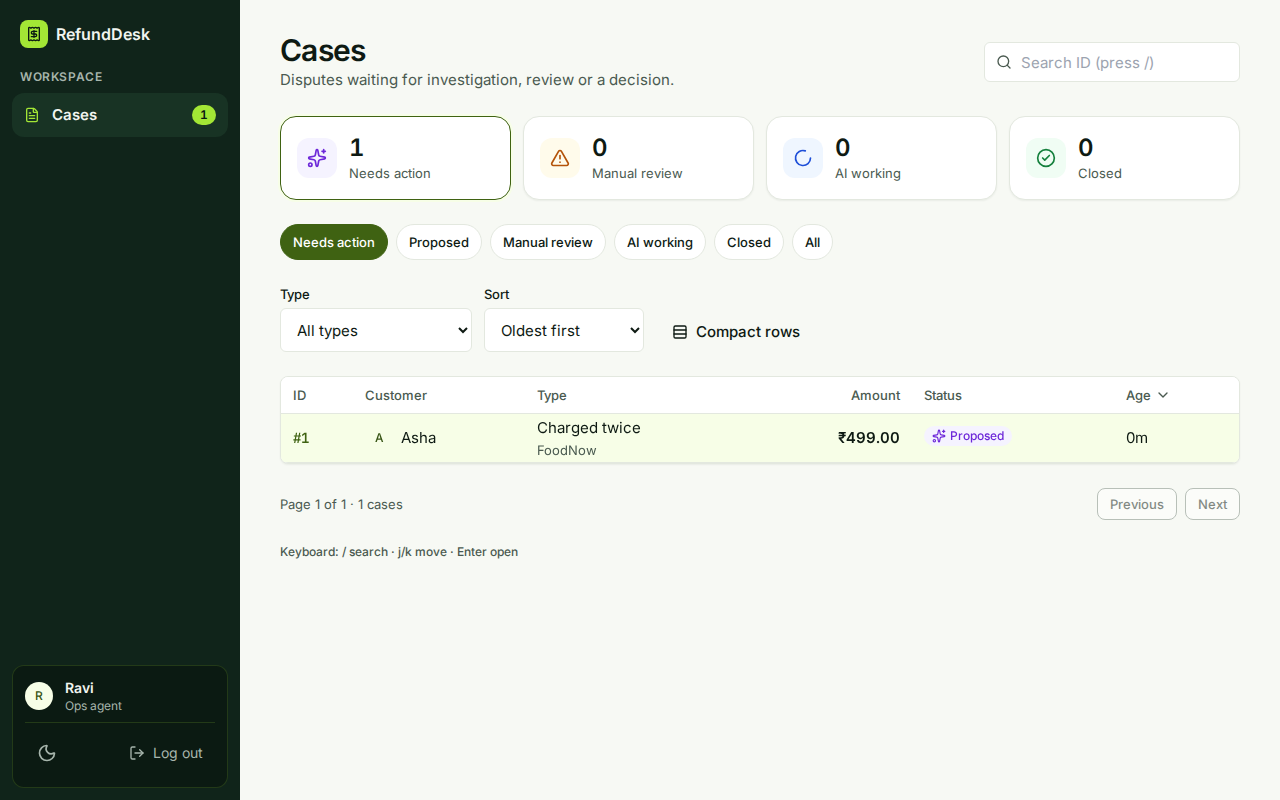 RefundDesk
WORKSPACE
Cases 1
R
Ravi
Ops agent
Log out
Cases
Disputes waiting for investigation, review or a decision.
Search ID (press /)
1
Needs action
0
Manual review
0
AI working
0
Closed
Needs action Proposed Manual review AI working Closed All
Type Sort
All types Oldest first Compact rows
ID Customer Type Amount Status Age
#1 A Asha Charged twice ₹499.00 Proposed 0m
FoodNow
Page 1 of 1 · 1 cases Previous Next
Keyboard: / search · j/k move · Enter open